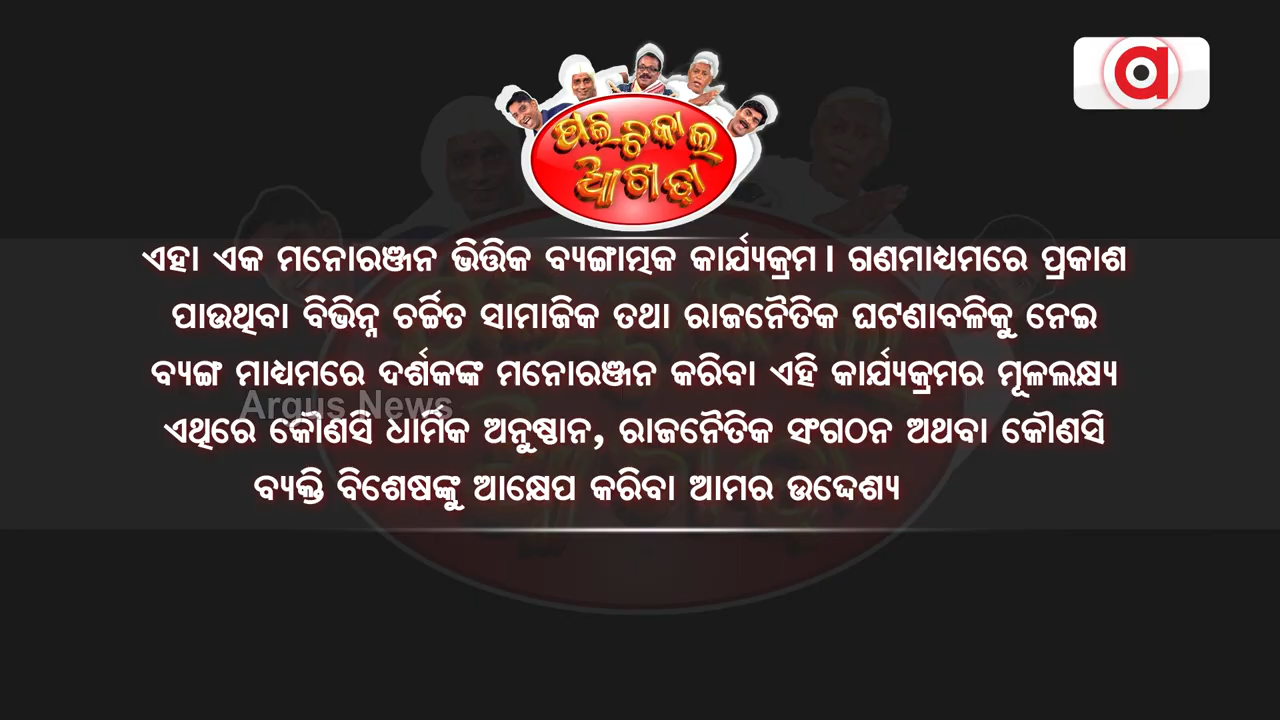 ପଲିଟିକାଲ
ଆଖଡ଼ା
a
ଏହା ଏକ ମନୋରଞ୍ଜନ ଭିତ୍ତିକ ବ୍ୟଙ୍ଗାତ୍ମକ କାର୍ଯ୍ୟକ୍ରମ। ଗଣମାଧ୍ୟମରେ ପ୍ରକାଶ
ପାଉଥିବା ବିଭିନ୍ନ ଚର୍ଚ୍ଚିତ ସାମାଜିକ ତଥା ରାଜନୈତିକ ଘଟଣାବଳିକୁ ନେଇ
ବ୍ୟଙ୍ଗ ମାଧ୍ୟମରେ ଦର୍ଶକଙ୍କ ମନୋରଞ୍ଜନ କରିବା ଏହି କାର୍ଯ୍ୟକ୍ରମର ମୂଳଲକ୍ଷ୍ୟ
Argus News
ଏଥିରେ କୌଣସି ଧାର୍ମିକ ଅନୁଷ୍ଠାନ, ରାଜନୈତିକ ସଂଗଠନ ଅଥବା କୌଣସି
ବ୍ୟକ୍ତି ବିଶେଷଙ୍କୁ ଆକ୍ଷେପ କରିବା ଆମର ଉଦ୍ଦେଶ୍ୟ